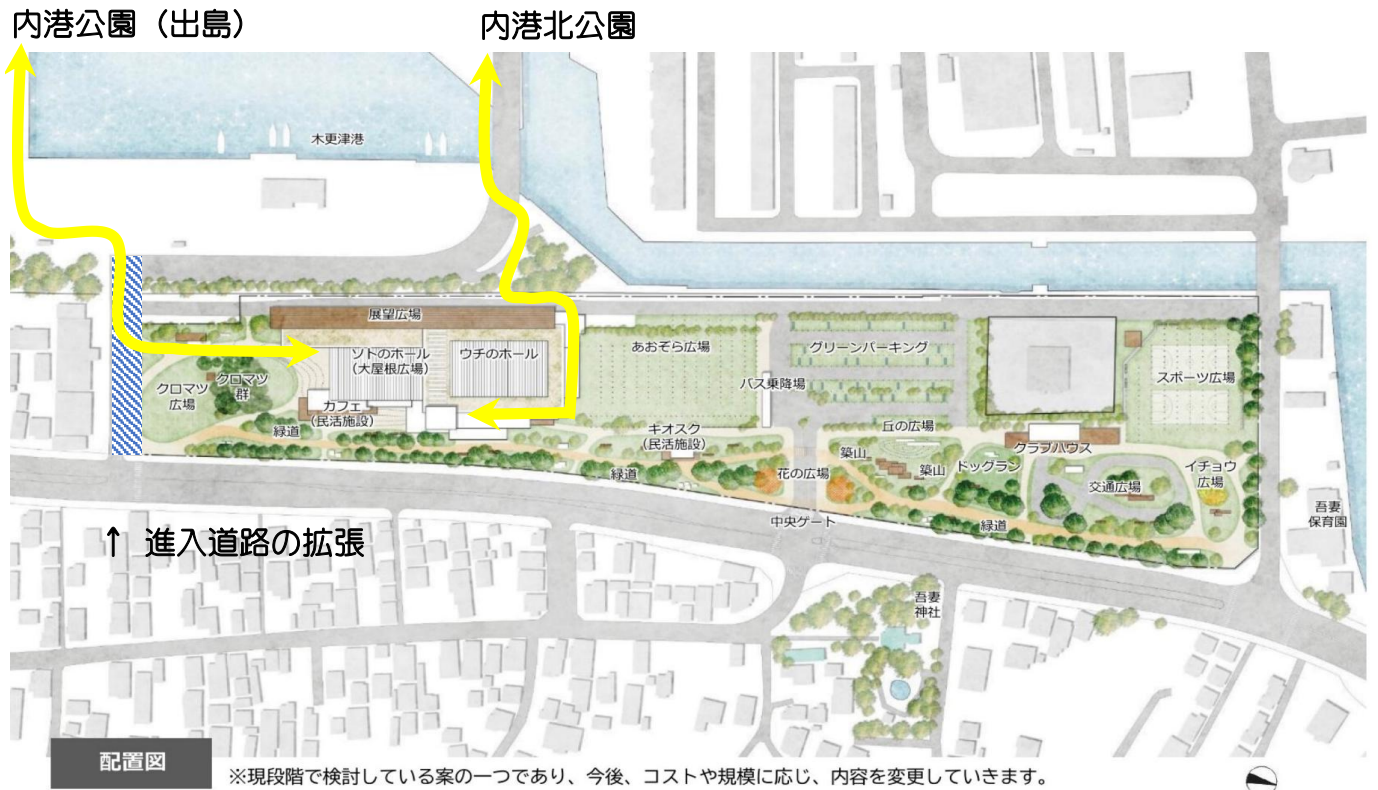 内港公園（出島）
内港北公園
木更津港
展望広場
ソトのホール
（大屋根広場）
ウチのホール
あおぞら広場
グリーンパーキング
バス乗降場
スポーツ広場
クロマツ
広場
クロマツ
群
カフェ
（民活施設）
緑道
キオスク
（民活施設）
緑道
丘の広場
築山
築山
花の広場
ドッグラン
クラブハウス
交通広場
イチョウ
広場
中央ゲート
緑道
吾妻
保育園
↑ 進入道路の拡張
吾妻
神社
配置図
※現段階で検討している案の一つであり、今後、コストや規模に応じ、内容を変更していきます。